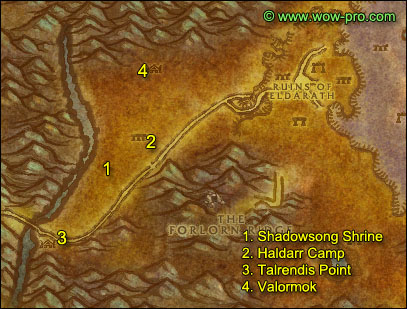 © www.wow-pro.com
4
RUINS OF
ELDARATH
2
1
THE
FORLORN RIDGE
3
1. Shadowsong Shrine
2. Haldarr Camp
3. Talrendis Point
4. Valormok